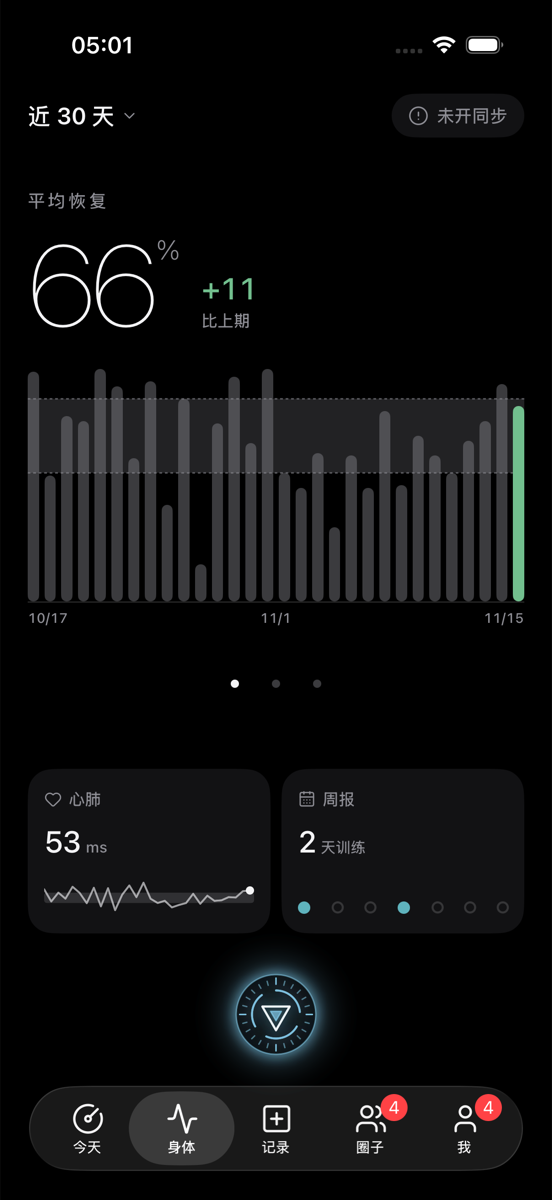 05:01
近 30 天
未开同步
平均恢复
66%
+11
比上期
10/17 11/1 11/15
心肺
53 ms
周报
2 天训练
4 4
今天 身体 记录 圈子 我